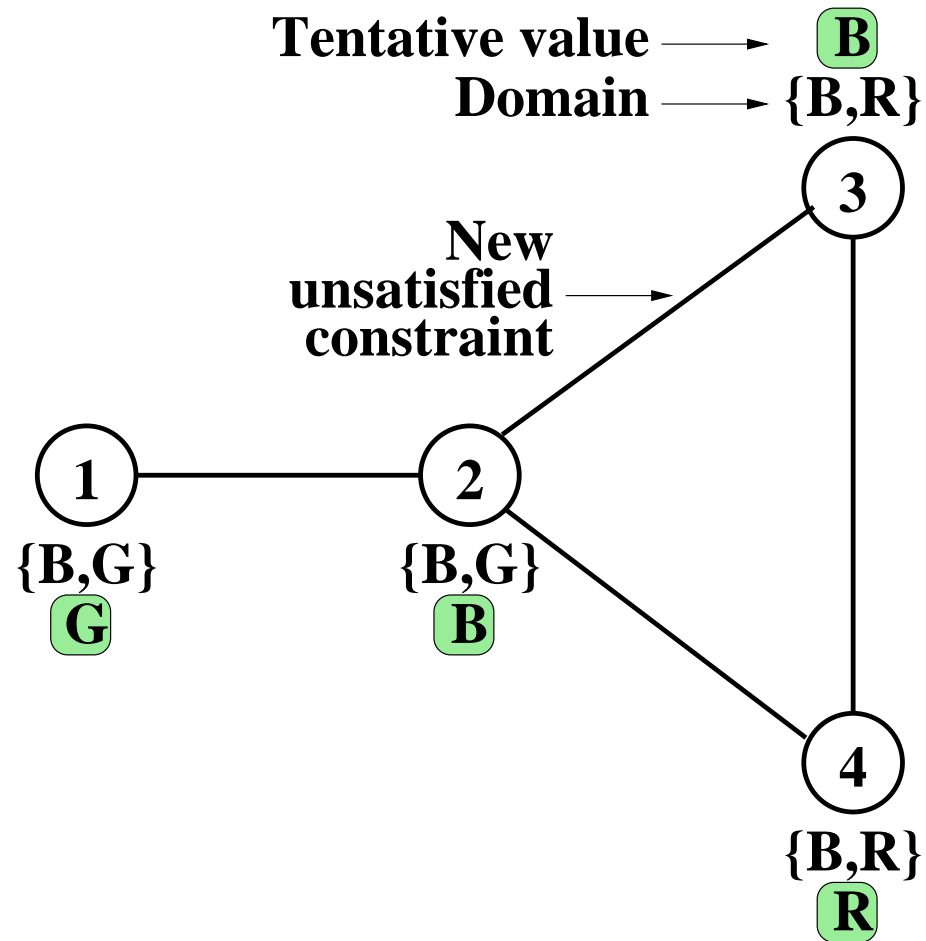 Tentative value
B
Domain
{B,R}
3
New
unsatisfied
constraint
1
2
{B,G}
{B,G}
G
B
4
{B,R}
R